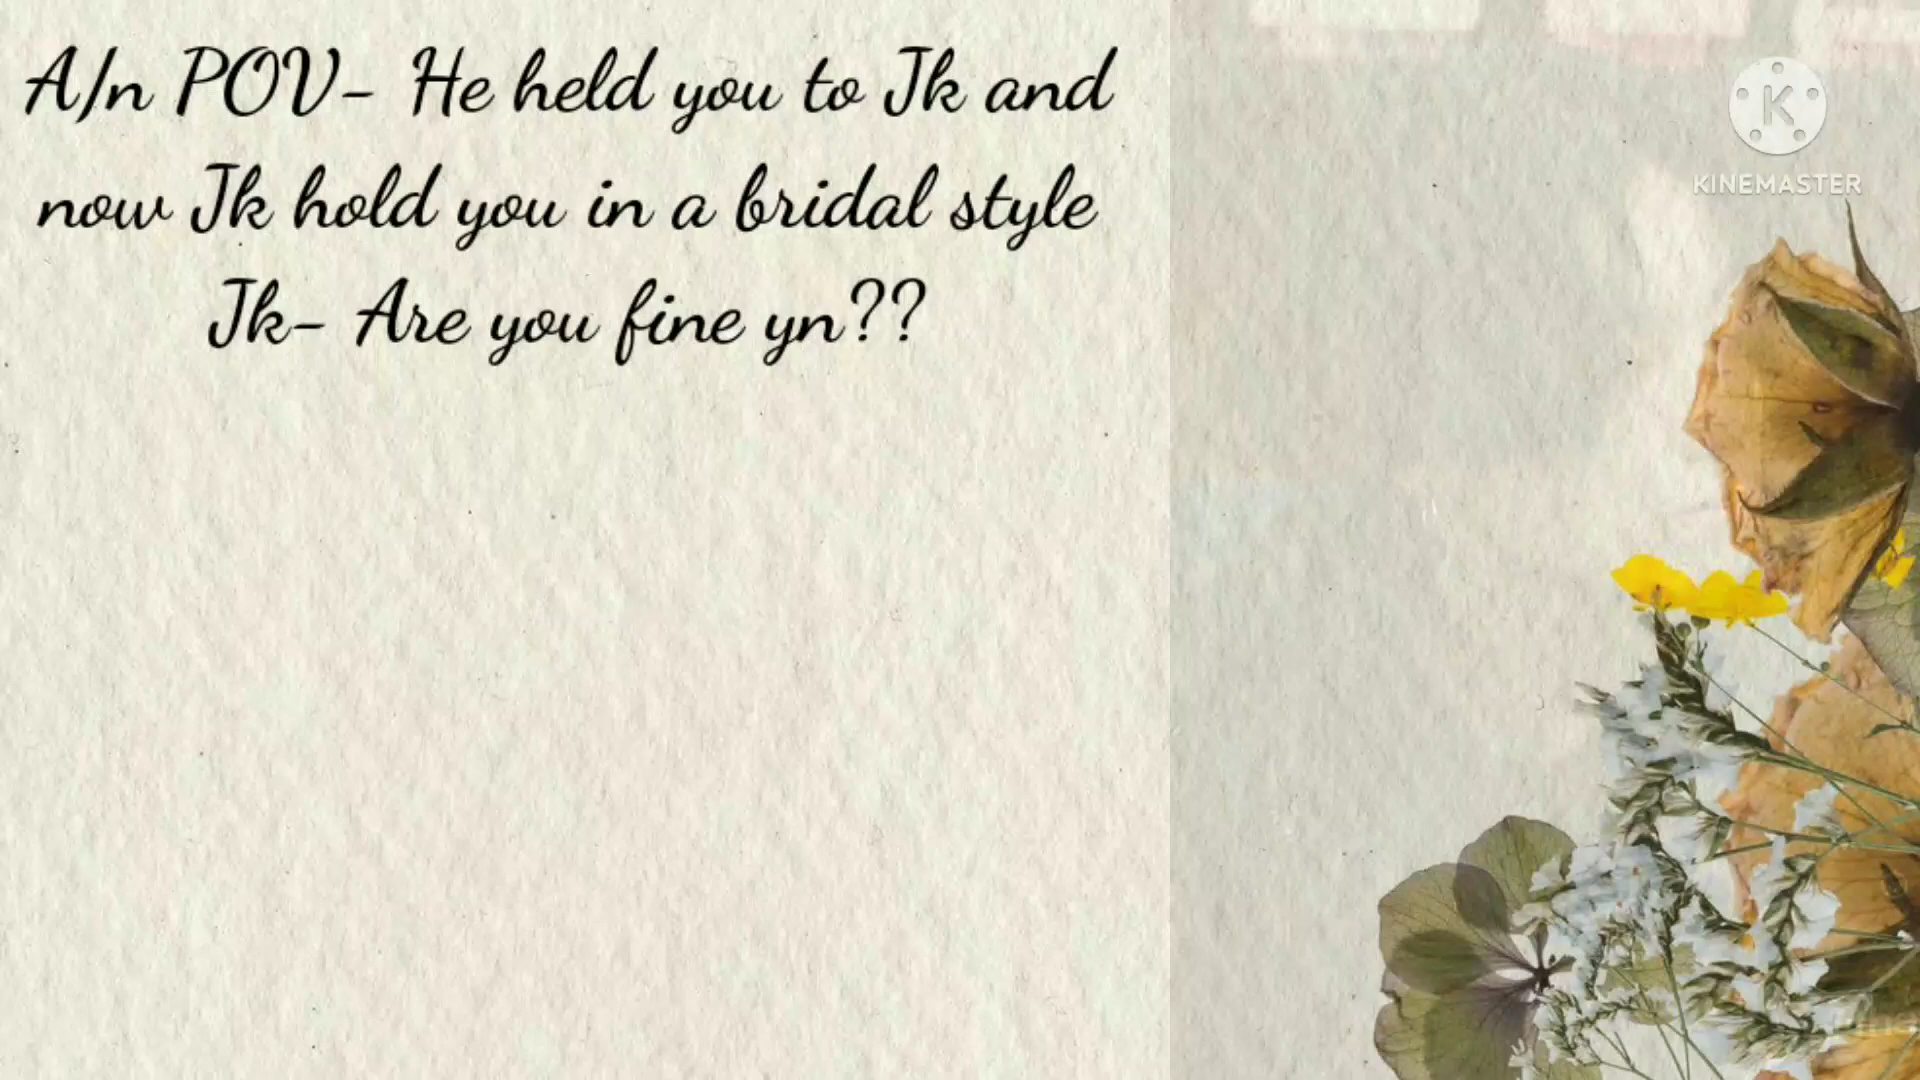 A/n POV- He held you to Jk and
now Jk hold you in a bridal style
Jk- Are you fine yn??
K
KINEMASTER